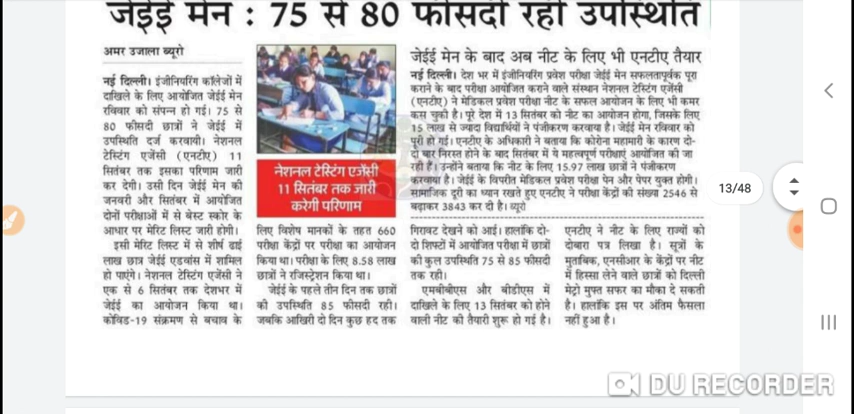 जेईई मेन : 75 से 80 फीसदी रही उपस्थिति
अमर उजाला ब्यूरो
नई दिल्ली। इंजीनियरिंग कॉलेजों में
दाखिले के लिए आयोजित जेईई मेन
रविवार को संपन्न हो गई। 75 से
80 फीसदी छात्रों ने जेईई में
उपस्थिति दर्ज करवायी। नेशनल
टेस्टिंग एजेंसी (एनटीए) 11
सितंबर तक इसका परिणाम जारी
कर देगी। उसी दिन जेईई मेन की
जनवरी और सितंबर में आयोजित
दोनों परीक्षाओं में से बेस्ट स्कोर के
आधार पर मेरिट लिस्ट जारी होगी।
इसी मेरिट लिस्ट में से शीर्ष ढाई
लाख छात्र जेईई एडवांस में शामिल
हो पाएंगे। नेशनल टेस्टिंग एजेंसी ने
एक से 6 सितंबर तक देशभर में
जेईई का आयोजन किया था।
कोविड-19 संक्रमण से बचाव के
नेशनल टेस्टिंग एजेंसी
11 सितंबर तक जारी
करेगी परिणाम
लिए विशेष मानकों के तहत 660
परीक्षा केंद्रों पर परीक्षा का आयोजन
किया था। परीक्षा के लिए 8.58 लाख
छात्रों ने रजिस्ट्रेशन किया था।
जेईई के पहले तीन दिन तक छात्रों
की उपस्थिति 85 फीसदी रही।
जबकि आखिरी दो दिन कुछ हद तक
जेईई मेन के बाद अब नीट के लिए भी एनटीए तैयार
नई दिल्ली। देश भर में इंजीनियरिंग प्रवेश परीक्षा जेईई मेन सफलतापूर्वक पूरा
कराने के बाद परीक्षा आयोजित कराने वाले संस्थान नेशनल टेस्टिंग एजेंसी
(एनटीए) ने मेडिकल प्रवेश परीक्षा नीट के सफल आयोजन के लिए भी कमर
कस चुकी है। पूरे देश में 13 सितंबर को नीट का आयोजन होगा, जिसके लिए
15 लाख से ज्यादा विद्यार्थियों ने पंजीकरण करवाया है। जेईई मेन रविवार को
पूरी हो गई। एनटीए के अधिकारी ने बताया कि कोरोना महामारी के कारण दो-
दो बार निरस्त होने के बाद सितंबर में ये महत्वपूर्ण परीक्षाएं आयोजित की जा
रही हैं। उन्होंने बताया कि नीट के लिए 15.97 लाख छात्रों ने पंजीकरण
करवाया है। जेईई के विपरीत मेडिकल प्रवेश परीक्षा पेन और पेपर युक्त होगी।
सामाजिक दूरी का ध्यान रखते हुए एनटीए ने परीक्षा केंद्रों की संख्या 2546 से
बढ़ाकर 3843 कर दी है। ब्यूरो
गिरावट देखने को आई। हालांकि दो-
दो शिफ्टों में आयोजित परीक्षा में छात्रों
की कुल उपस्थिति 75 से 85 फीसदी
तक रही।
एमबीबीएस और बीडीएस में
दाखिले के लिए 13 सितंबर को होने
वाली नीट की तैयारी शुरू हो गई है।
एनटीए ने नीट के लिए राज्यों को
दोबारा पत्र लिखा है। सूत्रों के
मुताबिक, एनसीआर के केंद्रों पर नीट
में हिस्सा लेने वाले छात्रों को दिल्ली
मेट्रो मुफ्त सफर का मौका दे सकती
है। हालांकि इस पर अंतिम फैसला
नहीं हुआ है।
13/48
DU RECORDER